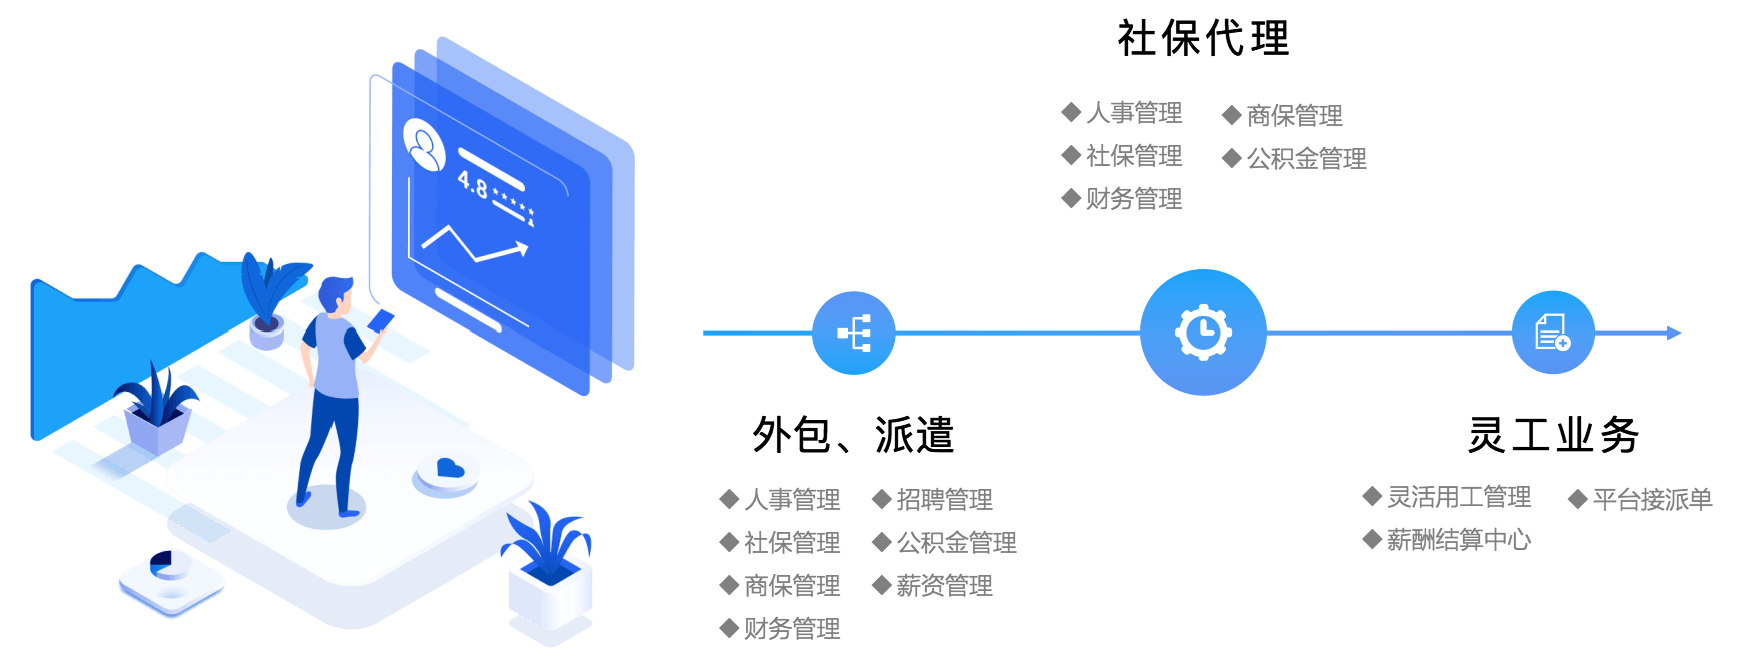 社保代理
◆人事管理
◆商保管理
◆社保管理
◆公积金管理
◆财务管理
4.8
外包、派遣
◆人事管理
◆招聘管理
◆社保管理
◆公积金管理
◆商保管理
◆薪资管理
◆财务管理
灵工业务
◆灵活用工管理
◆平台接派单
◆薪酬结算中心